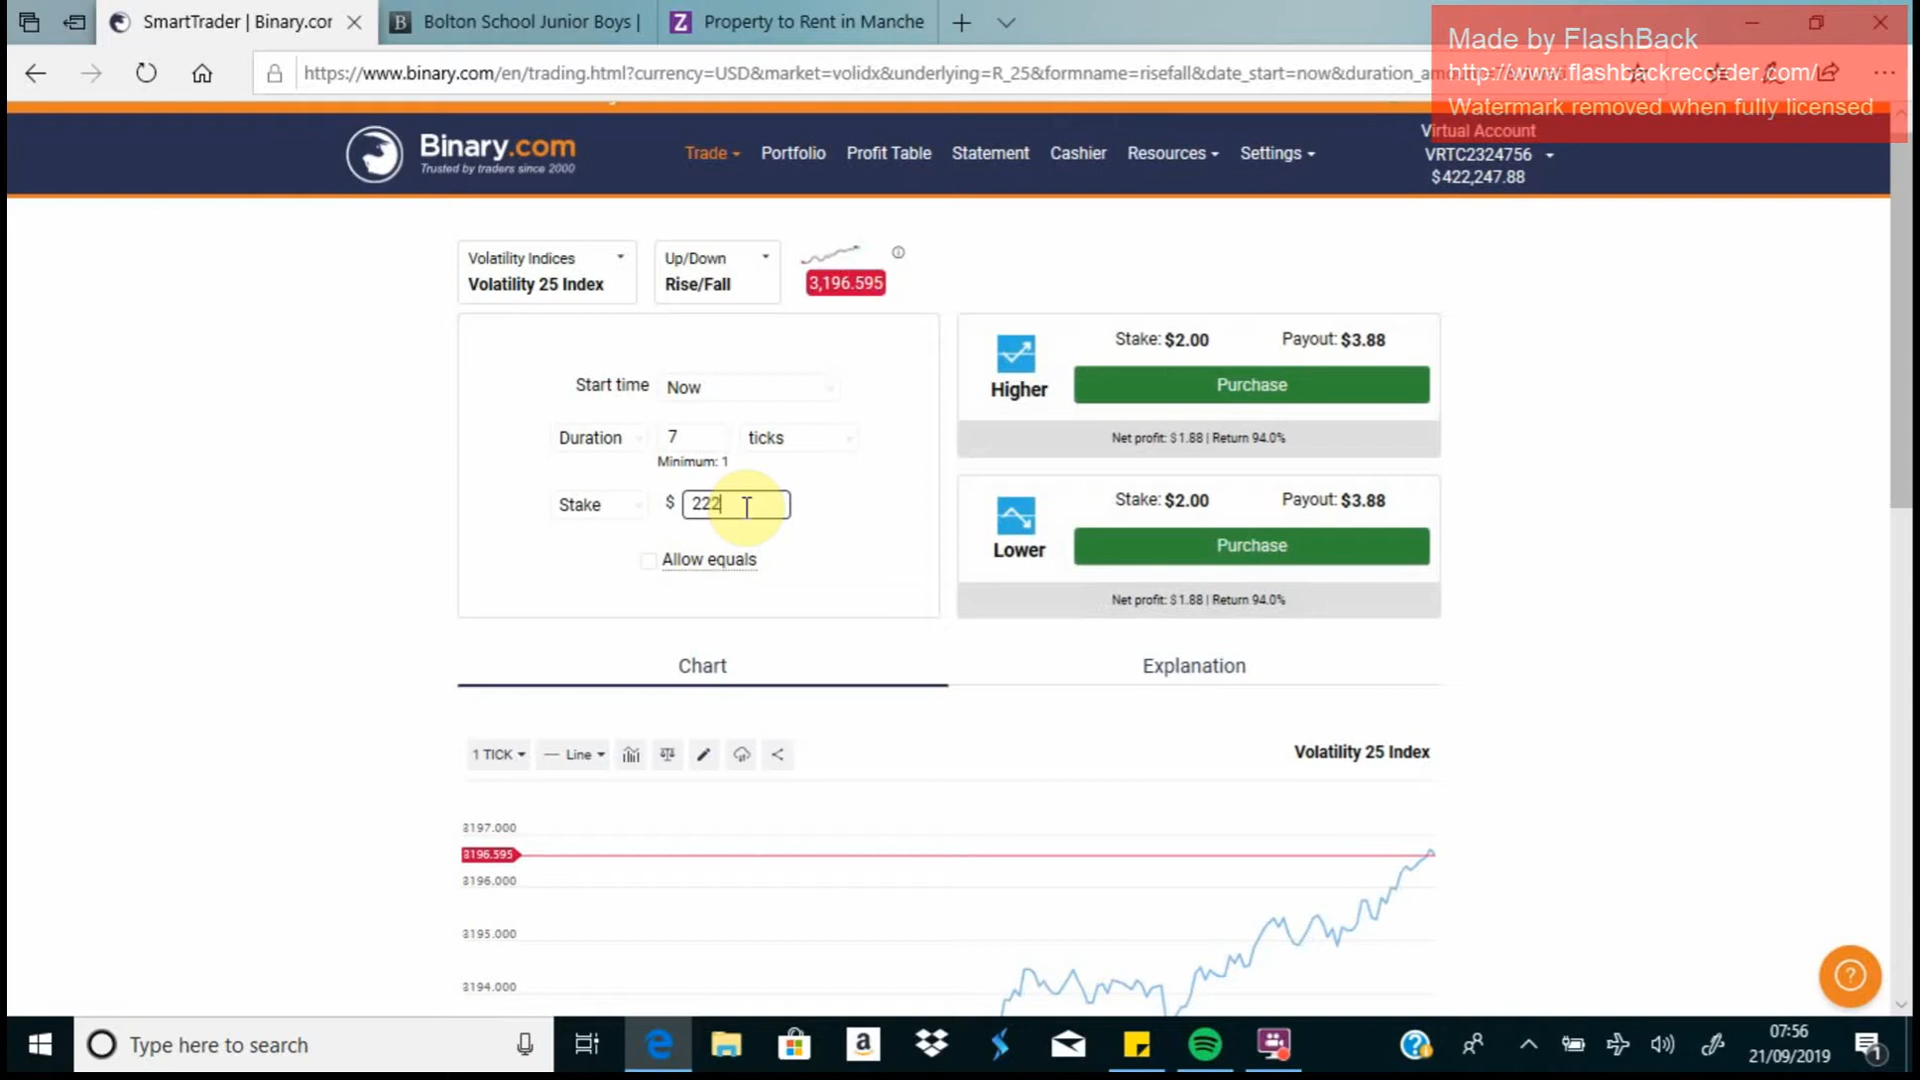 SmartTrader | Binary.cor
Bolton School Junior Boys |
Property to Rent in Manche
Made by FlashBack
http://www.flashbackrecorder.com/
Watermark removed when fully licensed
https://www.binary.com/en/trading.html?currency=USD&market=volidx&underlying=R_25&formname=risefall&date_start=now&duration_amo
Binary.com
Trusted by traders since 2000
Trade
Portfolio
Profit Table
Statement
Cashier
Resources
Settings
Virtual Account
VRTC2324756
$422,247.88
Volatility Indices
Volatility 25 Index
Up/Down
Rise/Fall
3,196.595
Start time Now
Duration 7 ticks
Minimum: 1
Stake $ 222
Allow equals
Higher
Stake: $2.00 Payout: $3.88
Purchase
Net profit: $1.88 | Return 94.0%
Lower
Stake: $2.00 Payout: $3.88
Purchase
Net profit: $1.88 | Return 94.0%
Chart
Explanation
1 TICK
Line
Volatility 25 Index
3197.000
3196.595
3196.000
3195.000
3194.000
Type here to search
07:56
21/09/2019